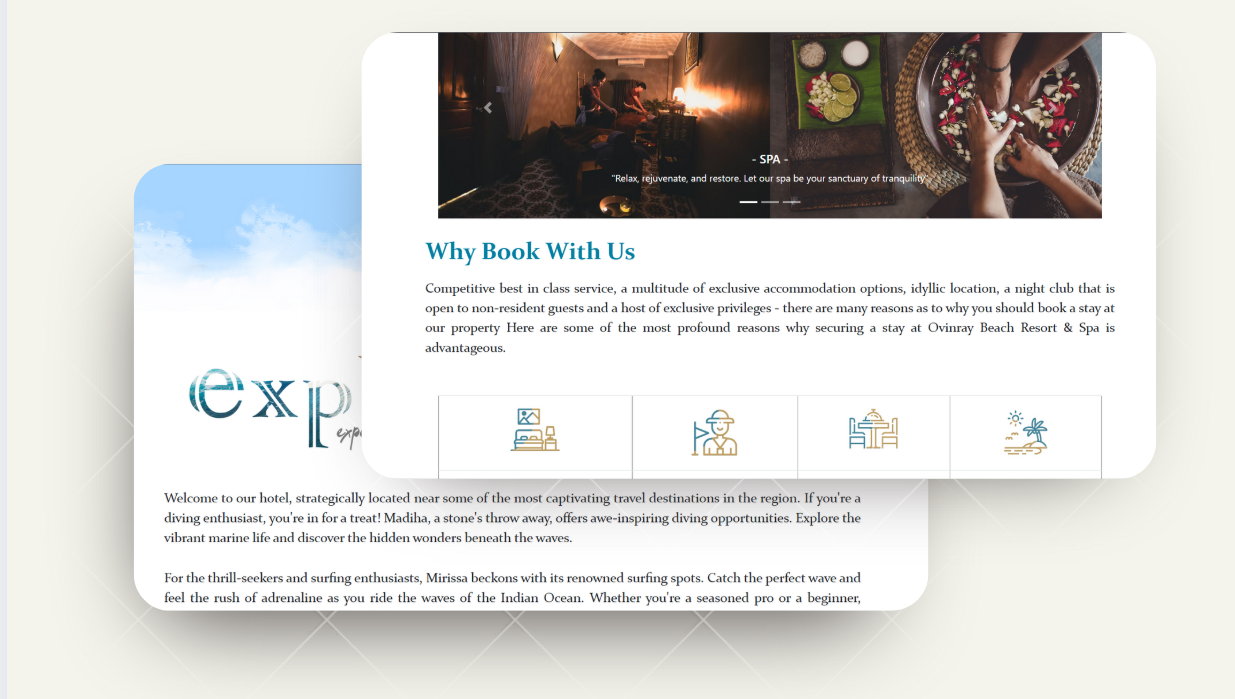 - SPA -
"Relax, rejuvenate, and restore. Let our spa be your sanctuary of tranquility".
Why Book With Us
Competitive best in class service, a multitude of exclusive accommodation options, idyllic location, a night club that is
open to non-resident guests and a host of exclusive privileges - there are many reasons as to why you should book a stay at
our property Here are some of the most profound reasons why securing a stay at Ovinray Beach Resort & Spa is
advantageous.
exp
Welcome to our hotel, strategically located near some of the most captivating travel destinations in the region. If you're a
diving enthusiast, you're in for a treat! Madiha, a stone's throw away, offers awe-inspiring diving opportunities. Explore the
vibrant marine life and discover the hidden wonders beneath the waves.
For the thrill-seekers and surfing enthusiasts, Mirissa beckons with its renowned surfing spots. Catch the perfect wave and
feel the rush of adrenaline as you ride the waves of the Indian Ocean. Whether you're a seasoned pro or a beginner,